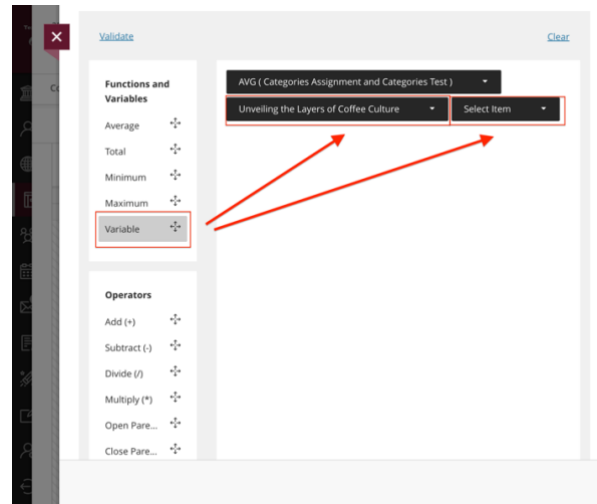 Validate
Clear
Functions and
Variables
Average
Total
Minimum
Maximum
Variable
Operators
Add (+)
Subtract (-)
Divide (/)
Multiply (*)
Open Pare...
Close Pare...
AVG ( Categories Assignment and Categories Test )
Unveiling the Layers of Coffee Culture
Select Item